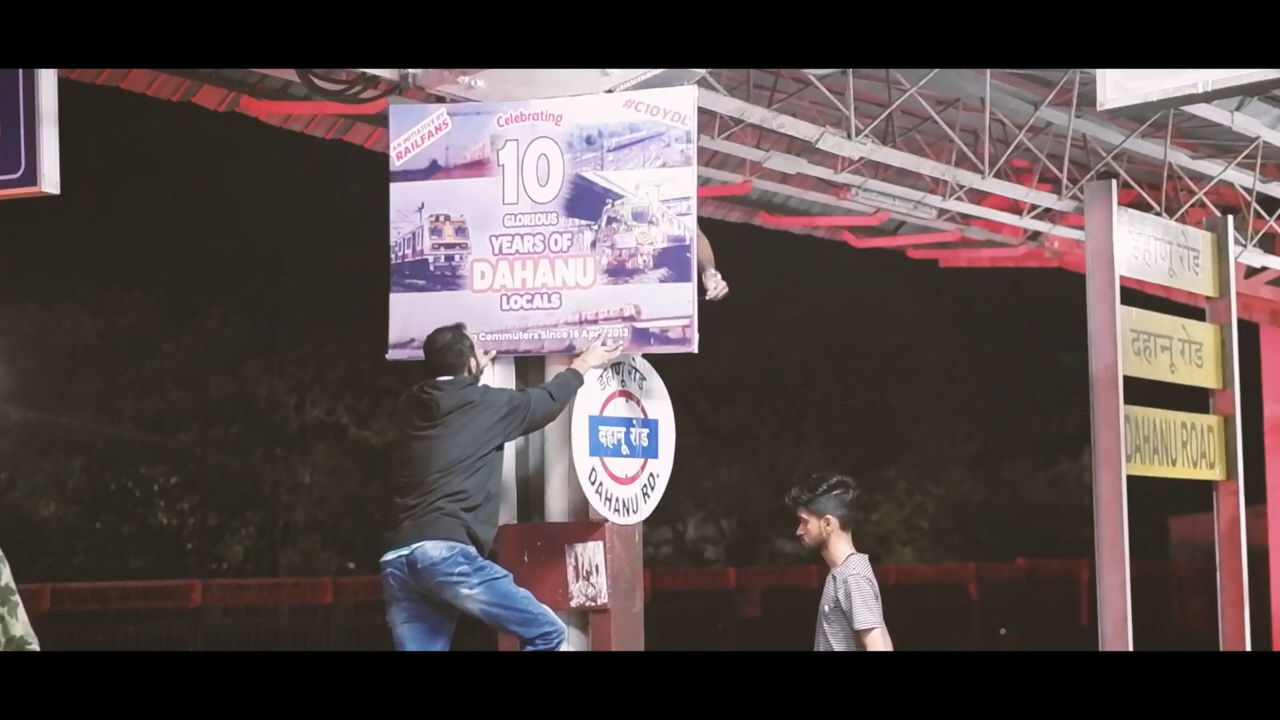 AN INITIATIVE BY
RAILFANS
#C10YDL
Celebrating
10
GLORIOUS
YEARS OF
DAHANU
LOCALS
Commuters Since 16 April 2013
डहाणू रोड
दहानू रोड
DAHANU RD.
डहाणू रोड
दहानू रोड
DAHANU ROAD